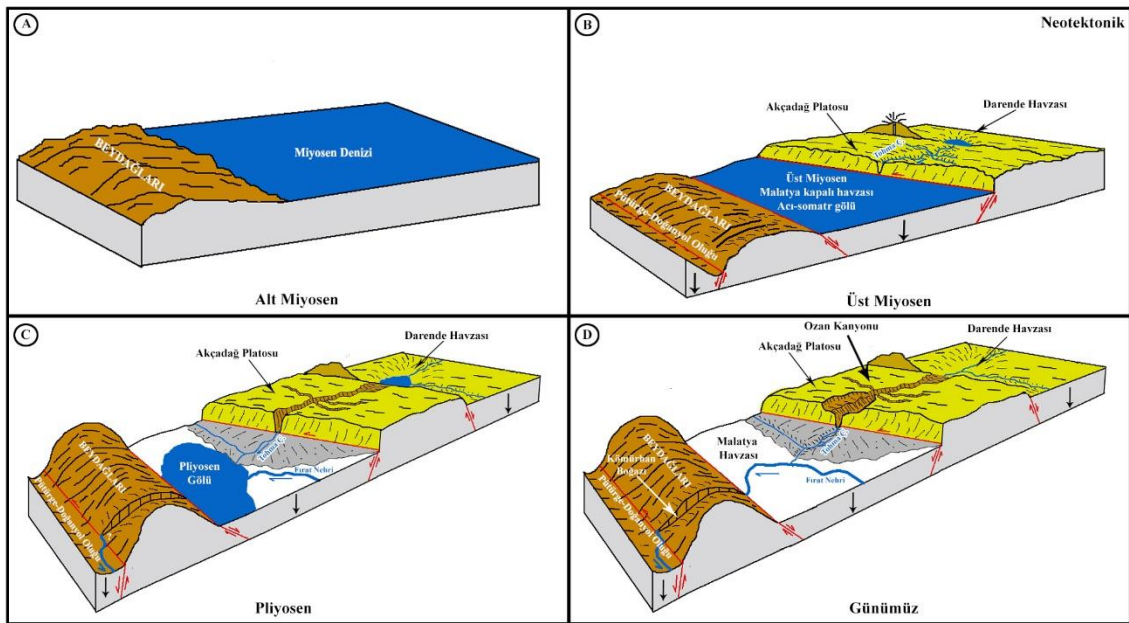 A
BEYDAĞLARI
Miyosen Denizi
Alt Miyosen
B
Neotektonik
Akçadağ Platosu
Darende Havzası
Tohma Ç.
Üst Miyosen
Malatya kapalı havzası
Acı-somatr gölü
BEYDAĞLARI
Pütürge-Doğanyol Oluğu
Üst Miyosen
C
Darende Havzası
Akçadağ Platosu
Tohma Ç.
BEYDAĞLARI
Pliyosen
Gölü
Fırat Nehri
Pütürge-Doğanyol Oluğu
Pliyosen
D
Ozan Kanyonu
Akçadağ Platosu
Darende Havzası
Tohma Ç.
BEYDAĞLARI
Malatya
Havzası
Kömürhan
Boğazı
Fırat Nehri
Pütürge-Doğanyol Oluğu
Günümüz